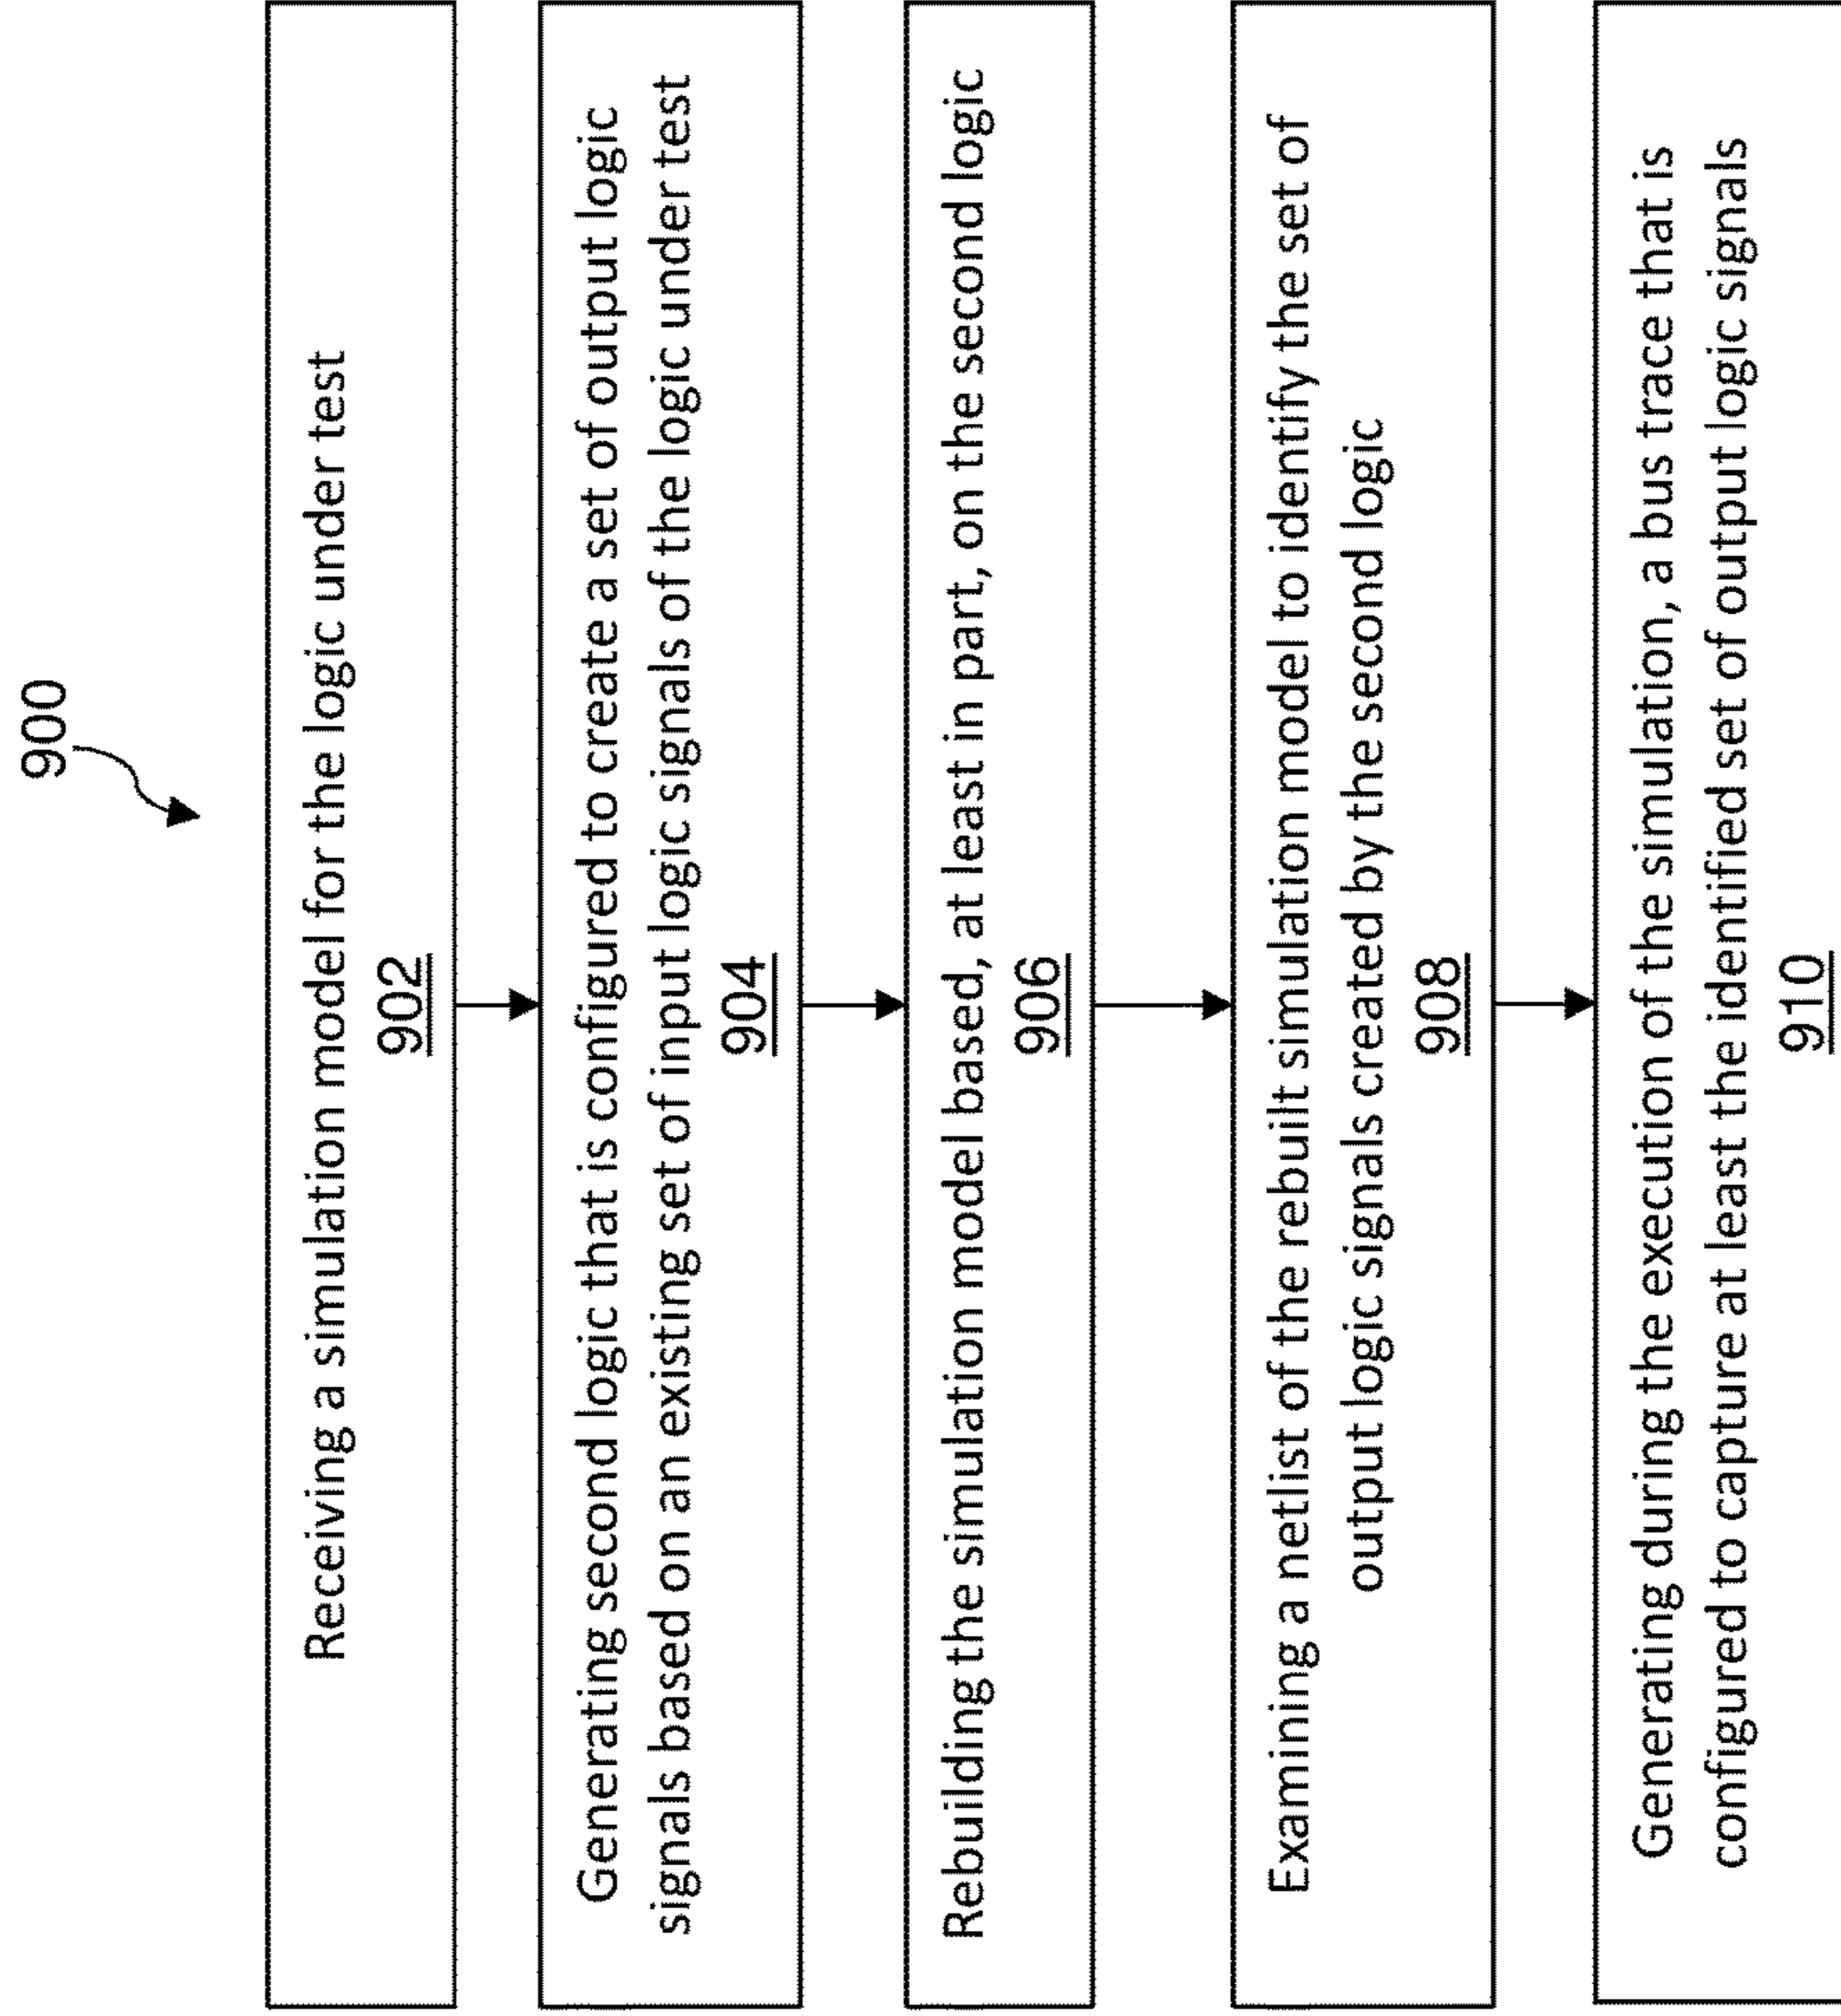 900
Receiving a simulation model for the logic under test
902
Generating second logic that is configured to create a set of output logic
signals based on an existing set of input logic signals of the logic under test
904
Rebuilding the simulation model based, at least in part, on the second logic
906
Examining a netlist of the rebuilt simulation model to identify the set of
output logic signals created by the second logic
908
Generating during the execution of the simulation, a bus trace that is
configured to capture at least the identified set of output logic signals
910